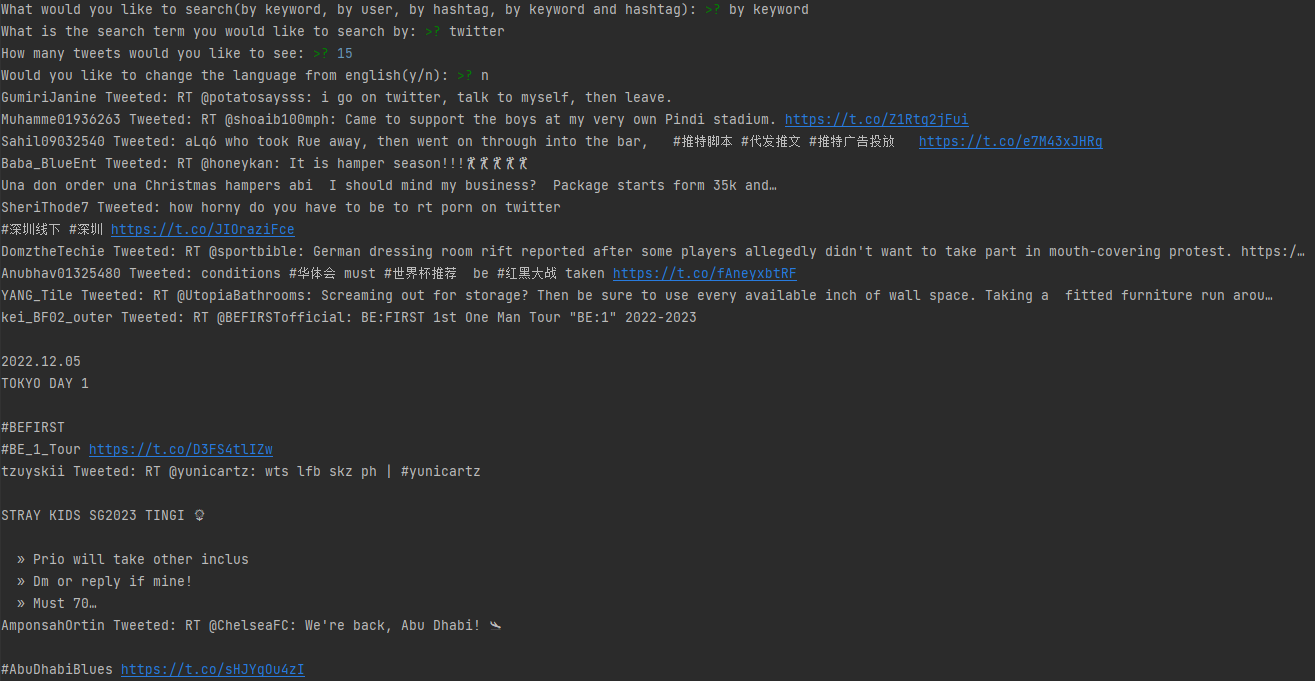 What would you like to search(by keyword, by user, by hashtag, by keyword and hashtag): >? by keyword
What is the search term you would like to search by: >? twitter
How many tweets would you like to see: >? 15
Would you like to change the language from english(y/n): >? n
GumiriJanine Tweeted: RT @potatosaysss: i go on twitter, talk to myself, then leave.
Muhamme01936263 Tweeted: RT @shoaib100mph: Came to support the boys at my very own Pindi stadium. https://t.co/Z1Rtq2jFui
Sahil09032540 Tweeted: aLq6 who took Rue away, then went on through into the bar,   #推特脚本 #代发推文 #推特广告投放   https://t.co/e7M43xJHRq
Baba_BlueEnt Tweeted: RT @honeykan: It is hamper season!!!💃💃💃💃💃
Una don order una Christmas hampers abi  I should mind my business?  Package starts form 35k and…
SheriThode7 Tweeted: how horny do you have to be to rt porn on twitter
#深圳线下 #深圳 https://t.co/JIOraziFce
DomztheTechie Tweeted: RT @sportbible: German dressing room rift reported after some players allegedly didn't want to take part in mouth-covering protest. https:/…
Anubhav01325480 Tweeted: conditions #华体会 must #世界杯推荐  be #红黑大战 taken https://t.co/fAneyxbtRF
YANG_Tile Tweeted: RT @UtopiaBathrooms: Screaming out for storage? Then be sure to use every available inch of wall space. Taking a  fitted furniture run arou…
kei_BF02_outer Tweeted: RT @BEFIRSTofficial: BE:FIRST 1st One Man Tour "BE:1" 2022-2023
2022.12.05
TOKYO DAY 1
#BEFIRST
#BE_1_Tour https://t.co/D3FS4tlIZw
tzuyskii Tweeted: RT @yunicartz: wts lfb skz ph | #yunicartz
STRAY KIDS SG2023 TINGI
» Prio will take other inclus
» Dm or reply if mine!
» Must 70…
AmponsahOrtin Tweeted: RT @ChelseaFC: We're back, Abu Dhabi! 🛬
#AbuDhabiBlues https://t.co/sHJYqOu4zI